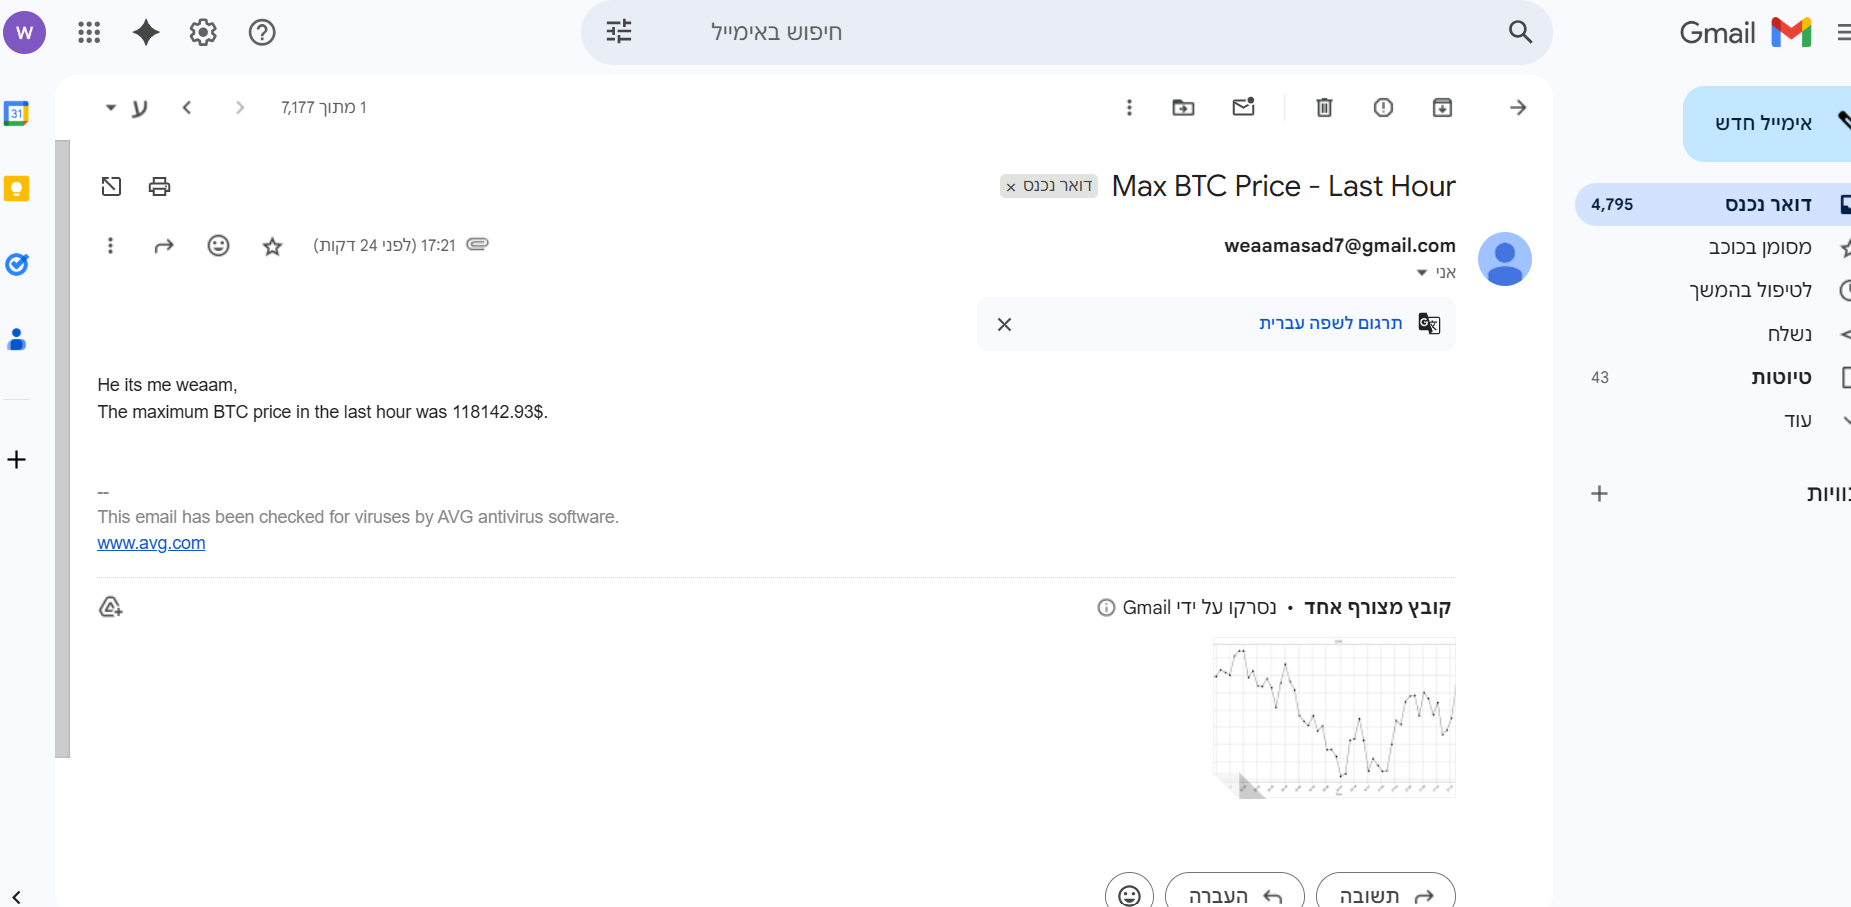 W
חיפוש באימייל
Gmail
31
ע
1 מתוך 7,177
אימייל חדש
דואר נכנס 4,795
מסומן בכוכב
לטיפול בהמשך
נשלח
טיוטות 43
עוד
Max BTC Price - Last Hour
דואר נכנס ×
weaamasad7@gmail.com
17:21 (לפני 24 דקות)
אני
תרגום לשפה עברית
He its me weaam,
The maximum BTC price in the last hour was 118142.93$.
--
This email has been checked for viruses by AVG antivirus software.
www.avg.com
קובץ מצורף אחד • נסרקו על ידי Gmail
תשובה
העברה